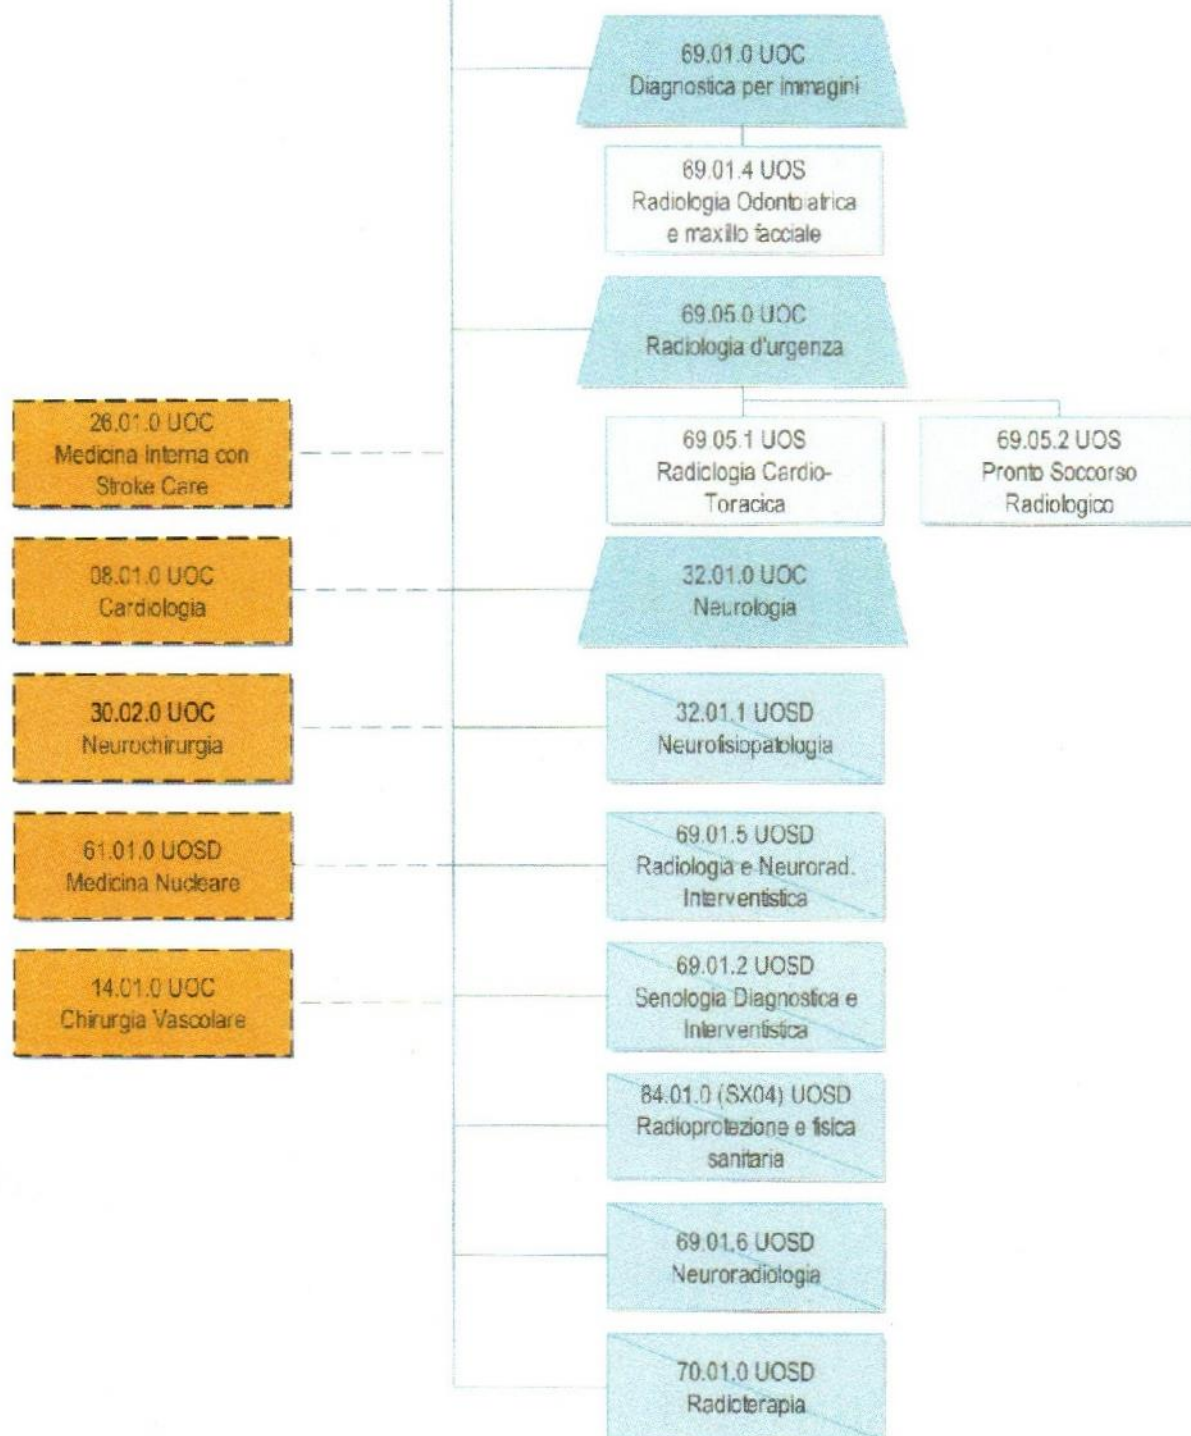 69.01.0 UOC
Diagnostica per immagini
69.01.4 UOS
Radiologia Odontoiatrica
e maxillo facciale
69.05.0 UOC
Radiologia d'urgenza
26.01.0 UOC
Medicina Interna con
Stroke Care
69.05.1 UOS
Radiologia Cardio-
Toracica
69.05.2 UOS
Pronto Soccorso
Radiologico
08.01.0 UOC
Cardiologia
32.01.0 UOC
Neurologia
30.02.0 UOC
Neurochirurgia
32.01.1 UOSD
Neurofisiopatologia
61.01.0 UOSD
Medicina Nucleare
69.01.5 UOSD
Radiologia e Neurorad.
Interventistica
14.01.0 UOC
Chirurgia Vascolare
69.01.2 UOSD
Senologia Diagnostica e
Interventistica
84.01.0 (SX04) UOSD
Radioprotezione e fisica
sanitaria
69.01.6 UOSD
Neuroradiologia
70.01.0 UOSD
Radioterapia